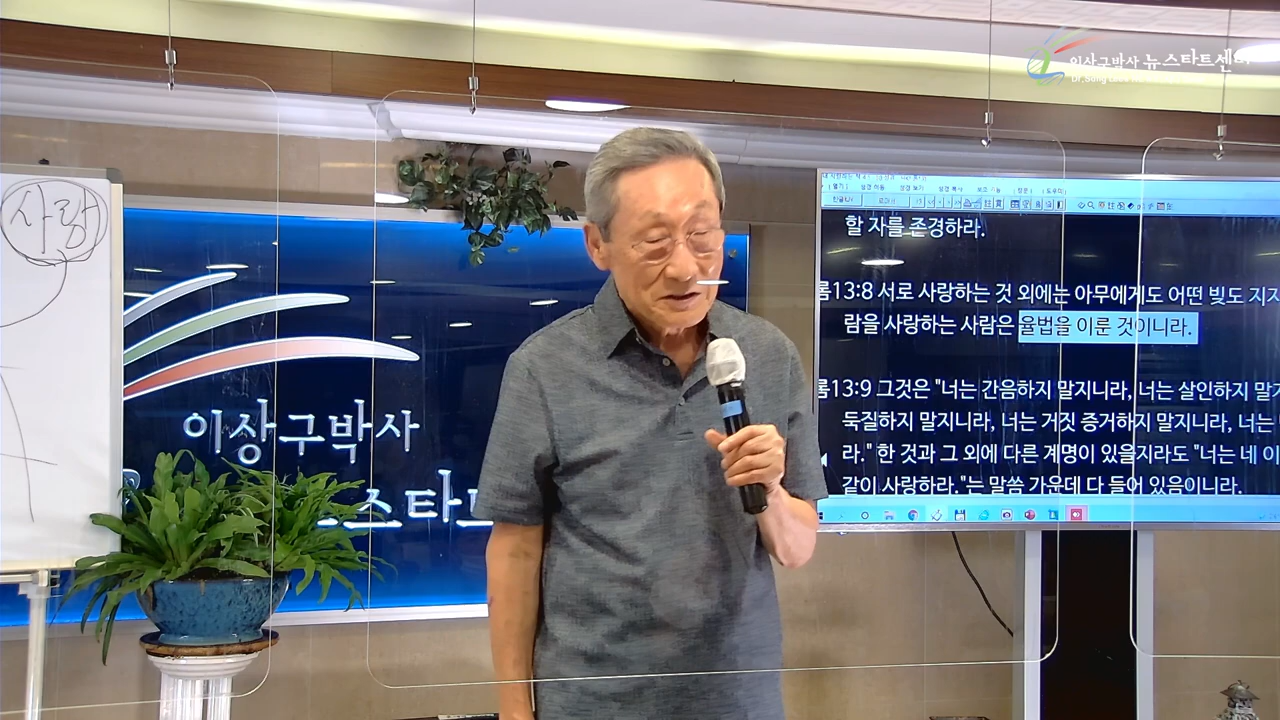 이상구박사 뉴스타트센터
사랑
이상구박사
스타트
할 자를 존경하라.
롬13:8 서로 사랑하는 것 외에는 아무에게도 어떤 빚도 지지
람을 사랑하는 사람은 율법을 이룬 것이니라.
롬13:9 그것은 "너는 간음하지 말지니라, 너는 살인하지 말지
둑질하지 말지니라, 너는 거짓 증거하지 말지니라, 너는
라." 한 것과 그 외에 다른 계명이 있을지라도 "너는 네 이
같이 사랑하라."는 말씀 가운데 다 들어 있음이니라.